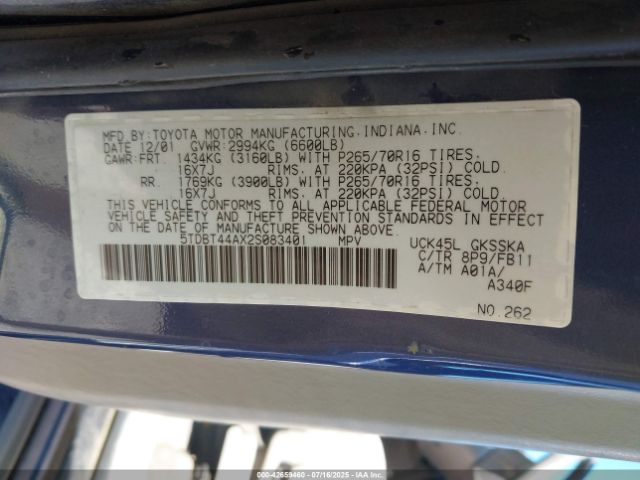 MFD.BY:TOYOTA MOTOR MANUFACTURING,INDIANA,INC.
DATE 12/01 GVWR:2994KG (6600LB)
GAWR:FRT. 1434KG (3160LB) WITH P265/70R16 TIRES.
16X7J RIMS. AT 220KPA (32PSI) COLD.
RR. 1769KG (3900LB) WITH P265/70R16 TIRES.
16X7J RIMS. AT 220KPA (32PSI) COLD.
THIS VEHICLE CONFORMS TO ALL APPLICABLE FEDERAL MOTOR
VEHICLE SAFETY AND THEFT PREVENTION STANDARDS IN EFFECT
ON THE DATE OF MANUFACTURE SHOWN ABOVE.
5TDBT44AX2S083401 MPV UCK45L GKSSKA
C/TR 8P9/FB11
A/TM A01A/
A340F
NO.262
000-42659460 - 07/16/2025 - IAAI.COM